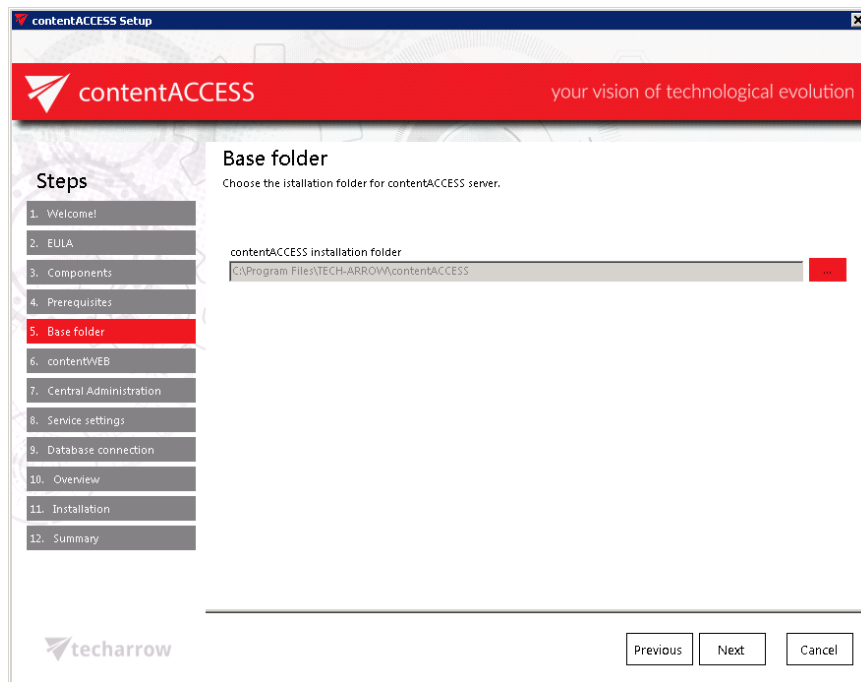 contentACCESS Setup
contentACCESS
your vision of technological evolution
Steps
1. Welcome!
2. EULA
3. Components
4. Prerequisites
5. Base folder
6. contentWEB
7. Central Administration
8. Service settings
9. Database connection
10. Overview
11. Installation
12. Summary
Base folder
Choose the istallation folder for contentACCESS server.
contentACCESS installation folder
C:\Program Files\TECH-ARROW\contentACCESS
...
techarrow
Previous
Next
Cancel